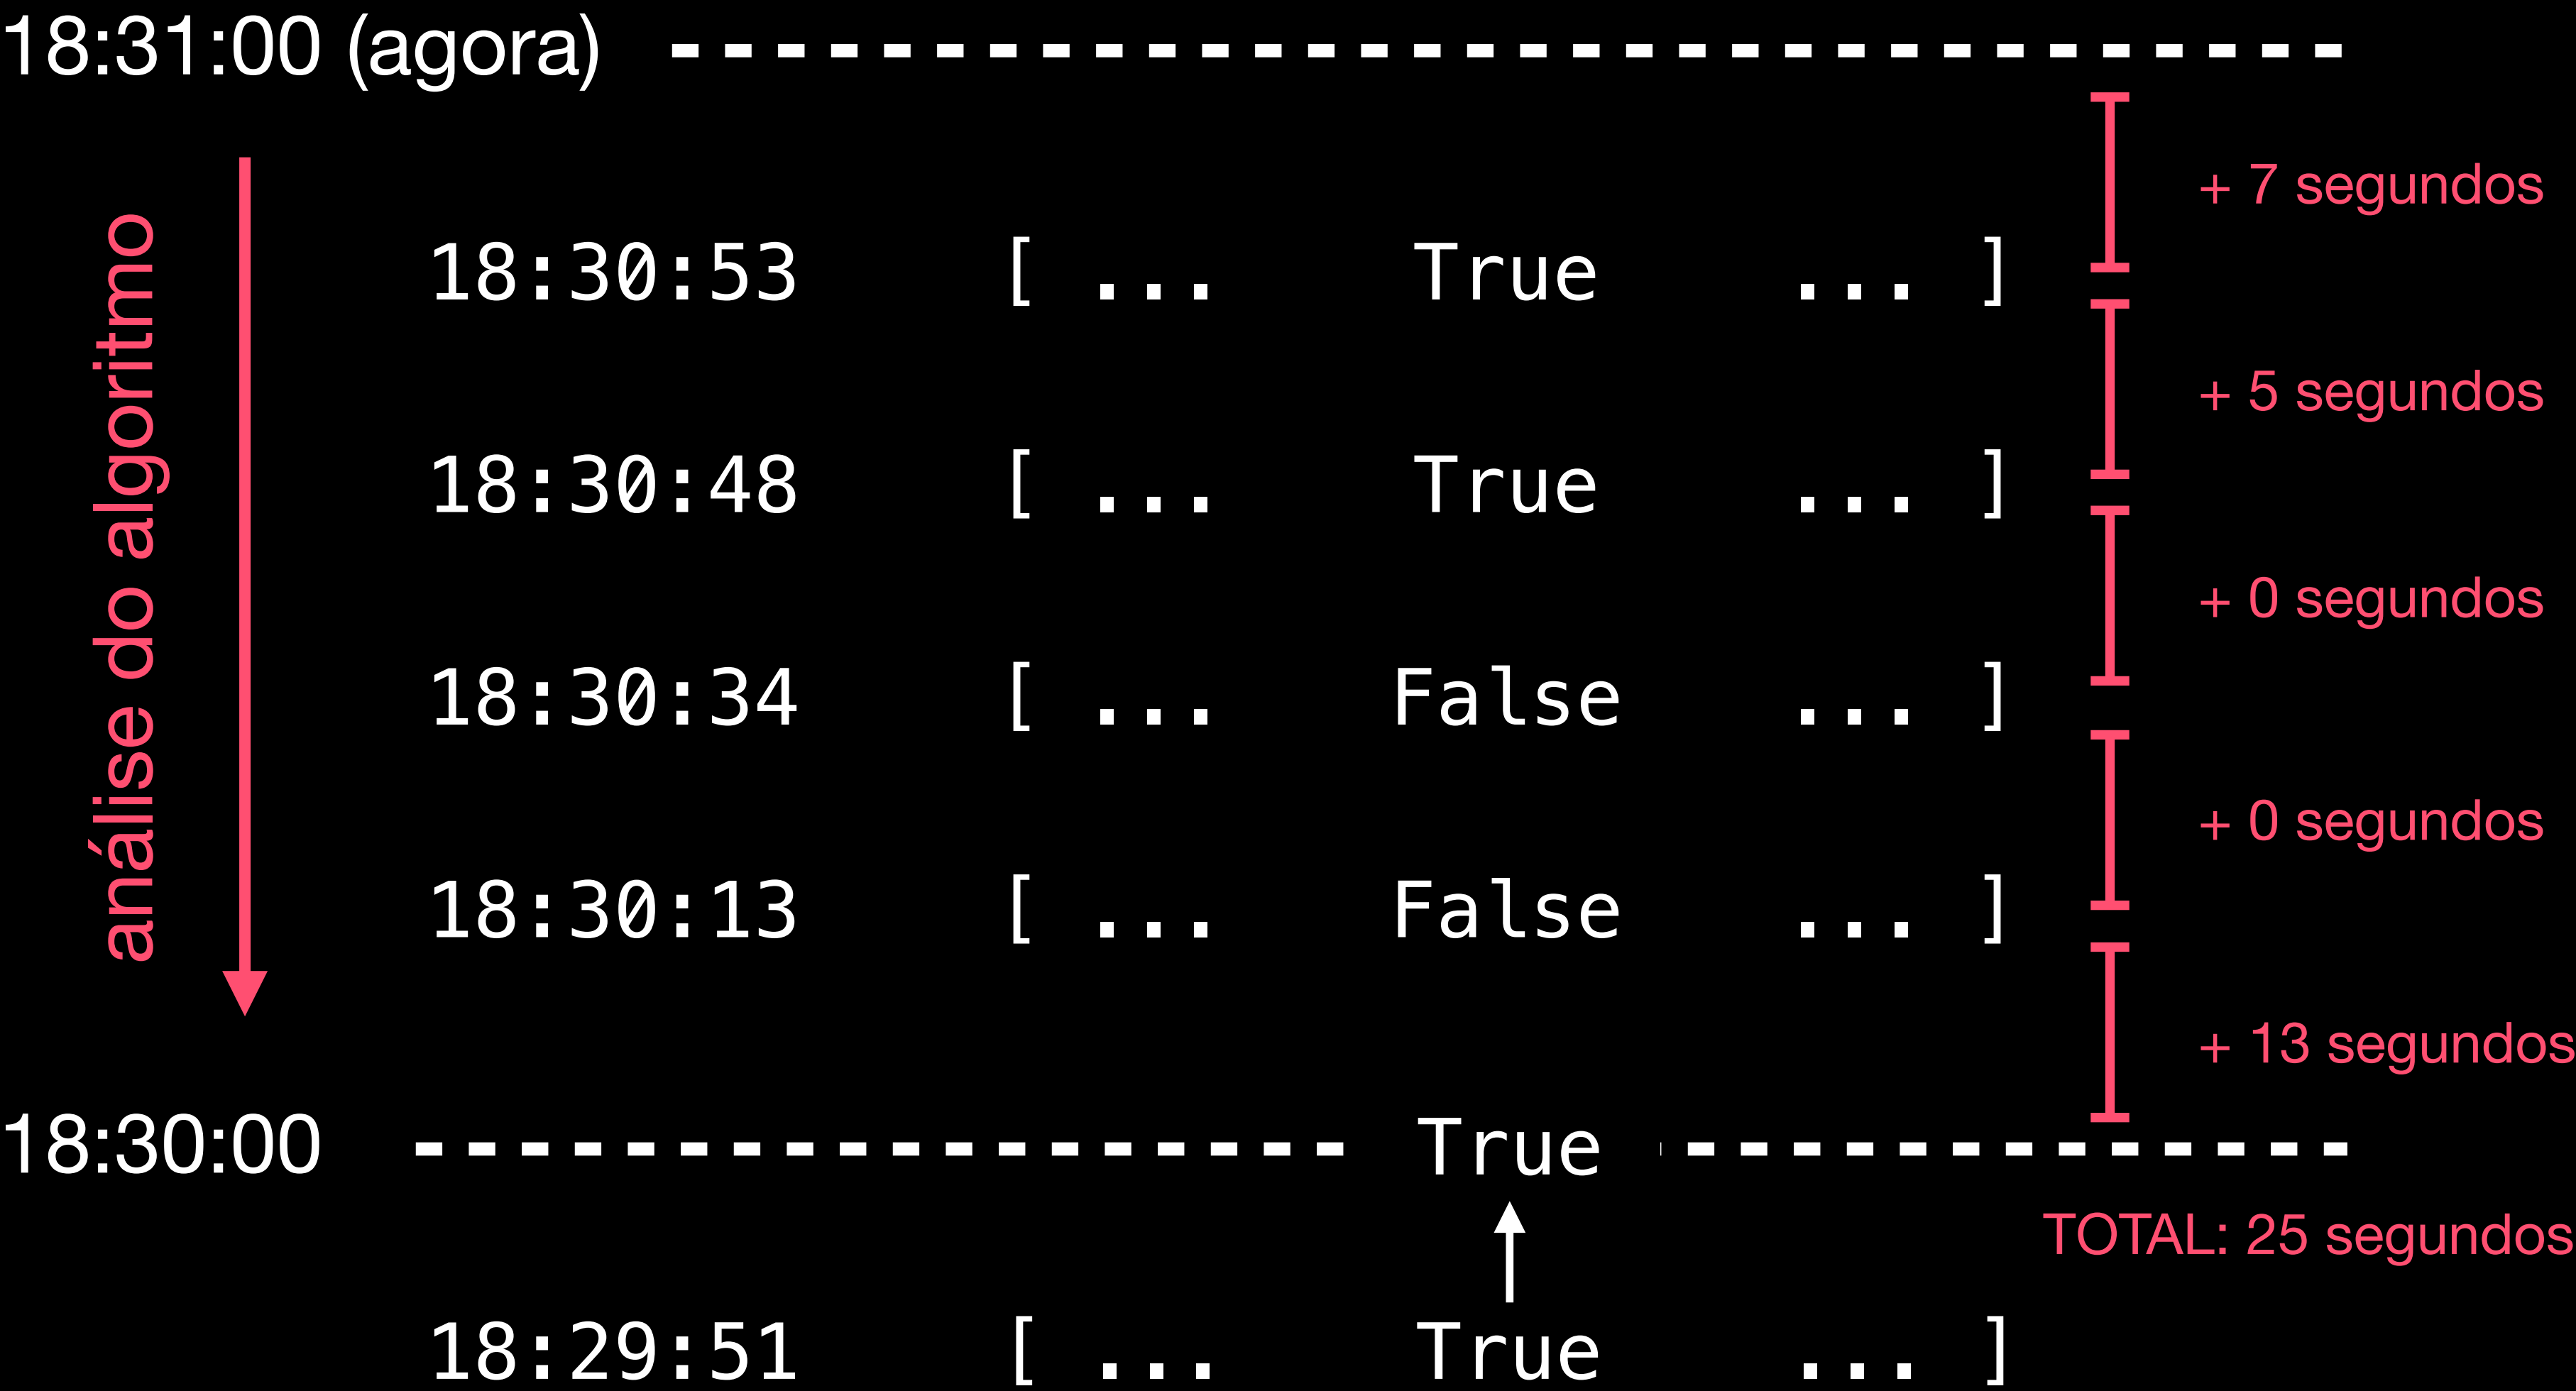 18:31:00 (agora)
+ 7 segundos
18:30:53 [ ... True ... ]
+ 5 segundos
18:30:48 [ ... True ... ]
+ 0 segundos
18:30:34 [ ... False ... ]
+ 0 segundos
18:30:13 [ ... False ... ]
+ 13 segundos
18:30:00 True
TOTAL: 25 segundos
18:29:51 [ ... True ... ]
análise do algoritmo